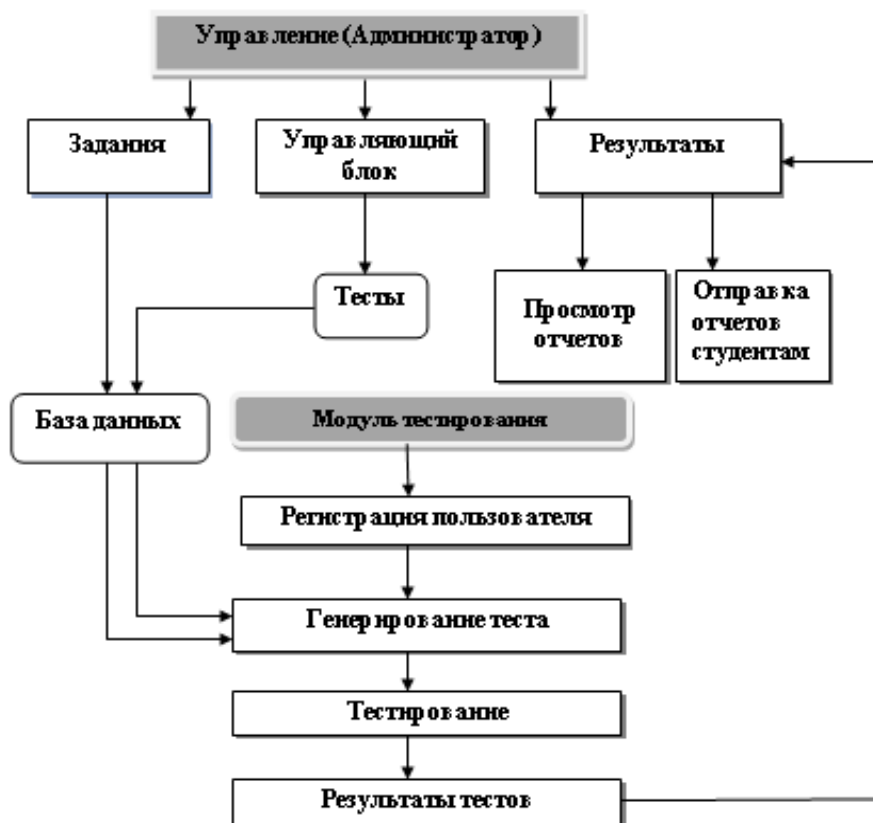 Управление (Администратор)
Задания
Управляющий
блок
Результаты
Тесты
Просмотр
отчетов
Отправка
отчетов
студентам
База данных
Модуль тестирования
Регистрация пользователя
Генерирование теста
Тестирование
Результаты тестов